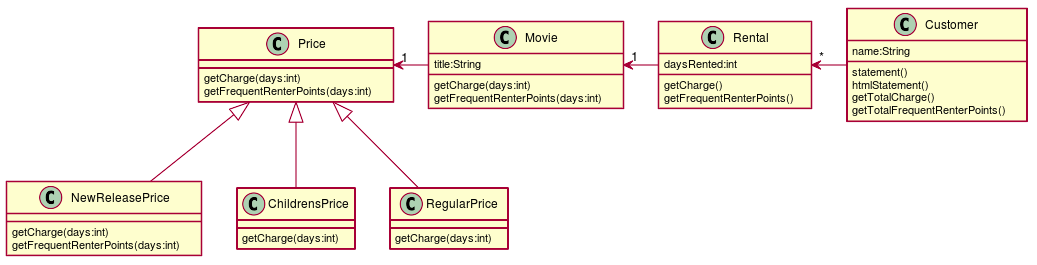 C Price
getCharge(days:int)
getFrequentRenterPoints(days:int)
1
C Movie
title:String
getCharge(days:int)
getFrequentRenterPoints(days:int)
1
C Rental
daysRented:int
getCharge()
getFrequentRenterPoints()
*
C Customer
name:String
statement()
htmlStatement()
getTotalCharge()
getTotalFrequentRenterPoints()
C NewReleasePrice
getCharge(days:int)
getFrequentRenterPoints(days:int)
C ChildrensPrice
getCharge(days:int)
C RegularPrice
getCharge(days:int)